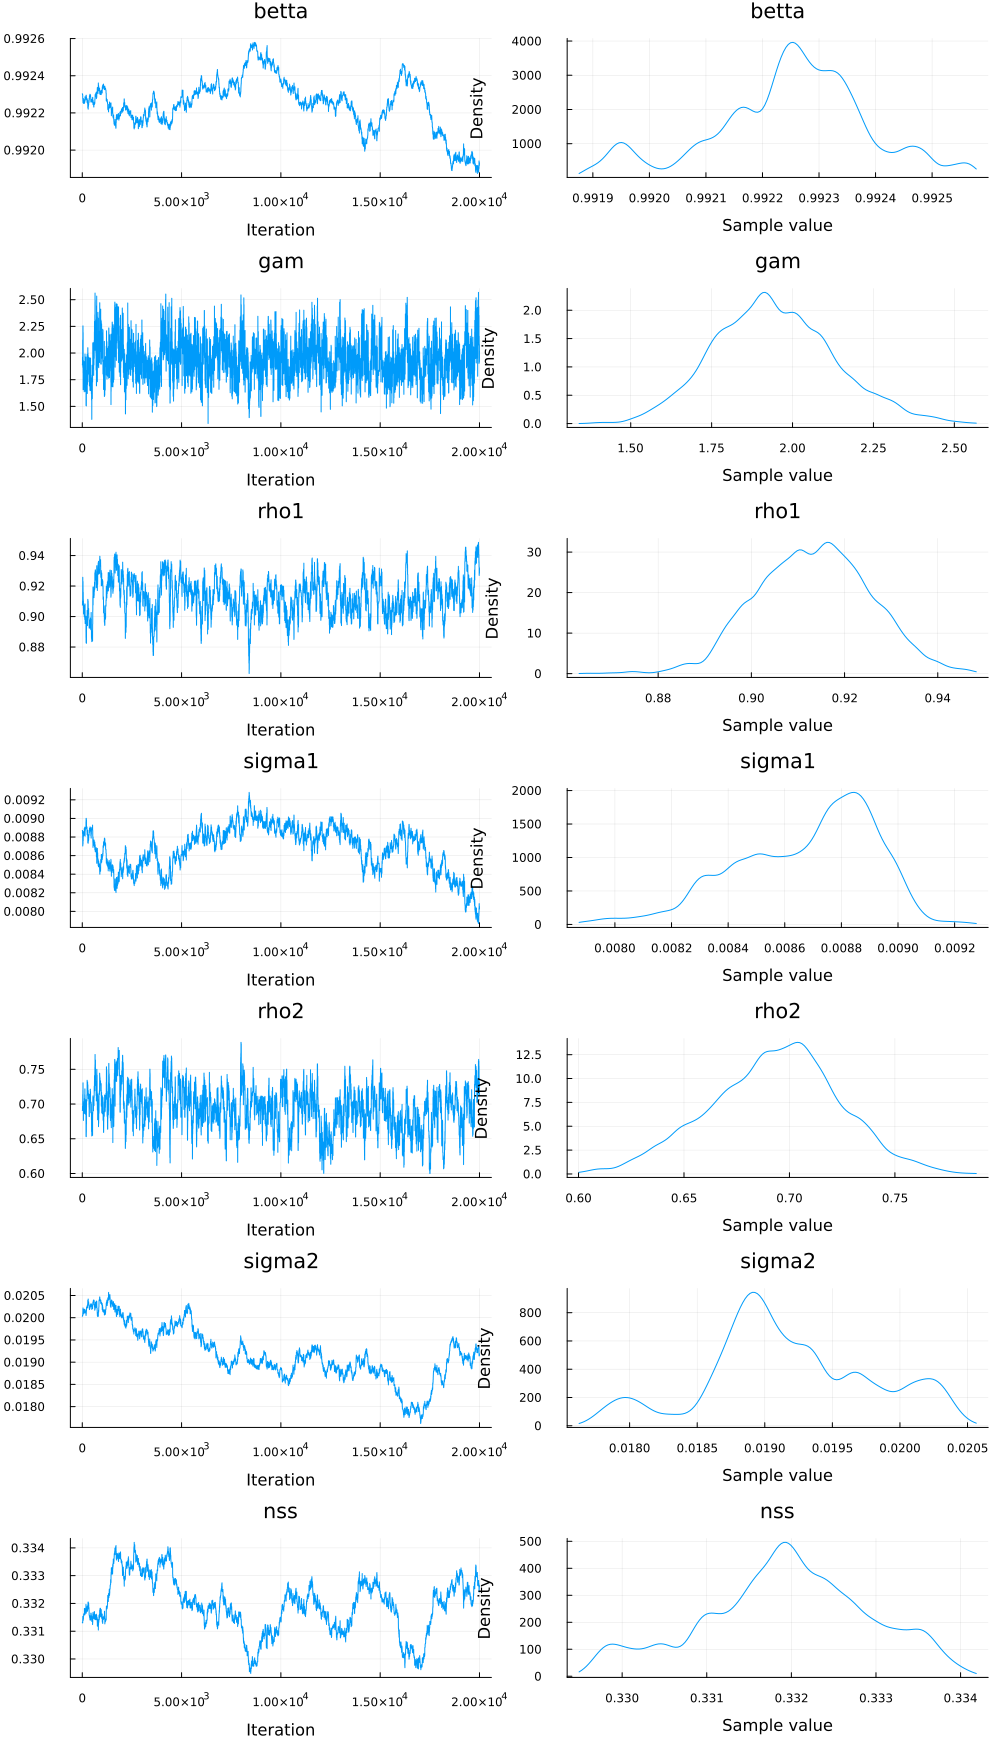 betta betta
0.9926
0.9924
0.9922
0.9920
Density
4000
3000
2000
1000
0 5.00×10³ 1.00×10⁴ 1.50×10⁴ 2.00×10⁴
0.9919 0.9920 0.9921 0.9922 0.9923 0.9924 0.9925
Iteration Sample value
gam gam
2.50
2.25
2.00
1.75
1.50
Density
2.0
1.5
1.0
0.5
0.0
0 5.00×10³ 1.00×10⁴ 1.50×10⁴ 2.00×10⁴
1.50 1.75 2.00 2.25 2.50
Iteration Sample value
rho1 rho1
0.94
0.92
0.90
0.88
Density
30
20
10
0
0 5.00×10³ 1.00×10⁴ 1.50×10⁴ 2.00×10⁴
0.88 0.90 0.92 0.94
Iteration Sample value
sigma1 sigma1
0.0092
0.0090
0.0088
0.0086
0.0084
0.0082
0.0080
Density
2000
1500
1000
500
0
0 5.00×10³ 1.00×10⁴ 1.50×10⁴ 2.00×10⁴
0.0080 0.0082 0.0084 0.0086 0.0088 0.0090 0.0092
Iteration Sample value
rho2 rho2
0.75
0.70
0.65
0.60
Density
12.5
10.0
7.5
5.0
2.5
0.0
0 5.00×10³ 1.00×10⁴ 1.50×10⁴ 2.00×10⁴
0.60 0.65 0.70 0.75
Iteration Sample value
sigma2 sigma2
0.0205
0.0200
0.0195
0.0190
0.0185
0.0180
Density
800
600
400
200
0
0 5.00×10³ 1.00×10⁴ 1.50×10⁴ 2.00×10⁴
0.0180 0.0185 0.0190 0.0195 0.0200 0.0205
Iteration Sample value
nss nss
0.334
0.333
0.332
0.331
0.330
Density
500
400
300
200
100
0
0 5.00×10³ 1.00×10⁴ 1.50×10⁴ 2.00×10⁴
0.330 0.331 0.332 0.333 0.334
Iteration Sample value